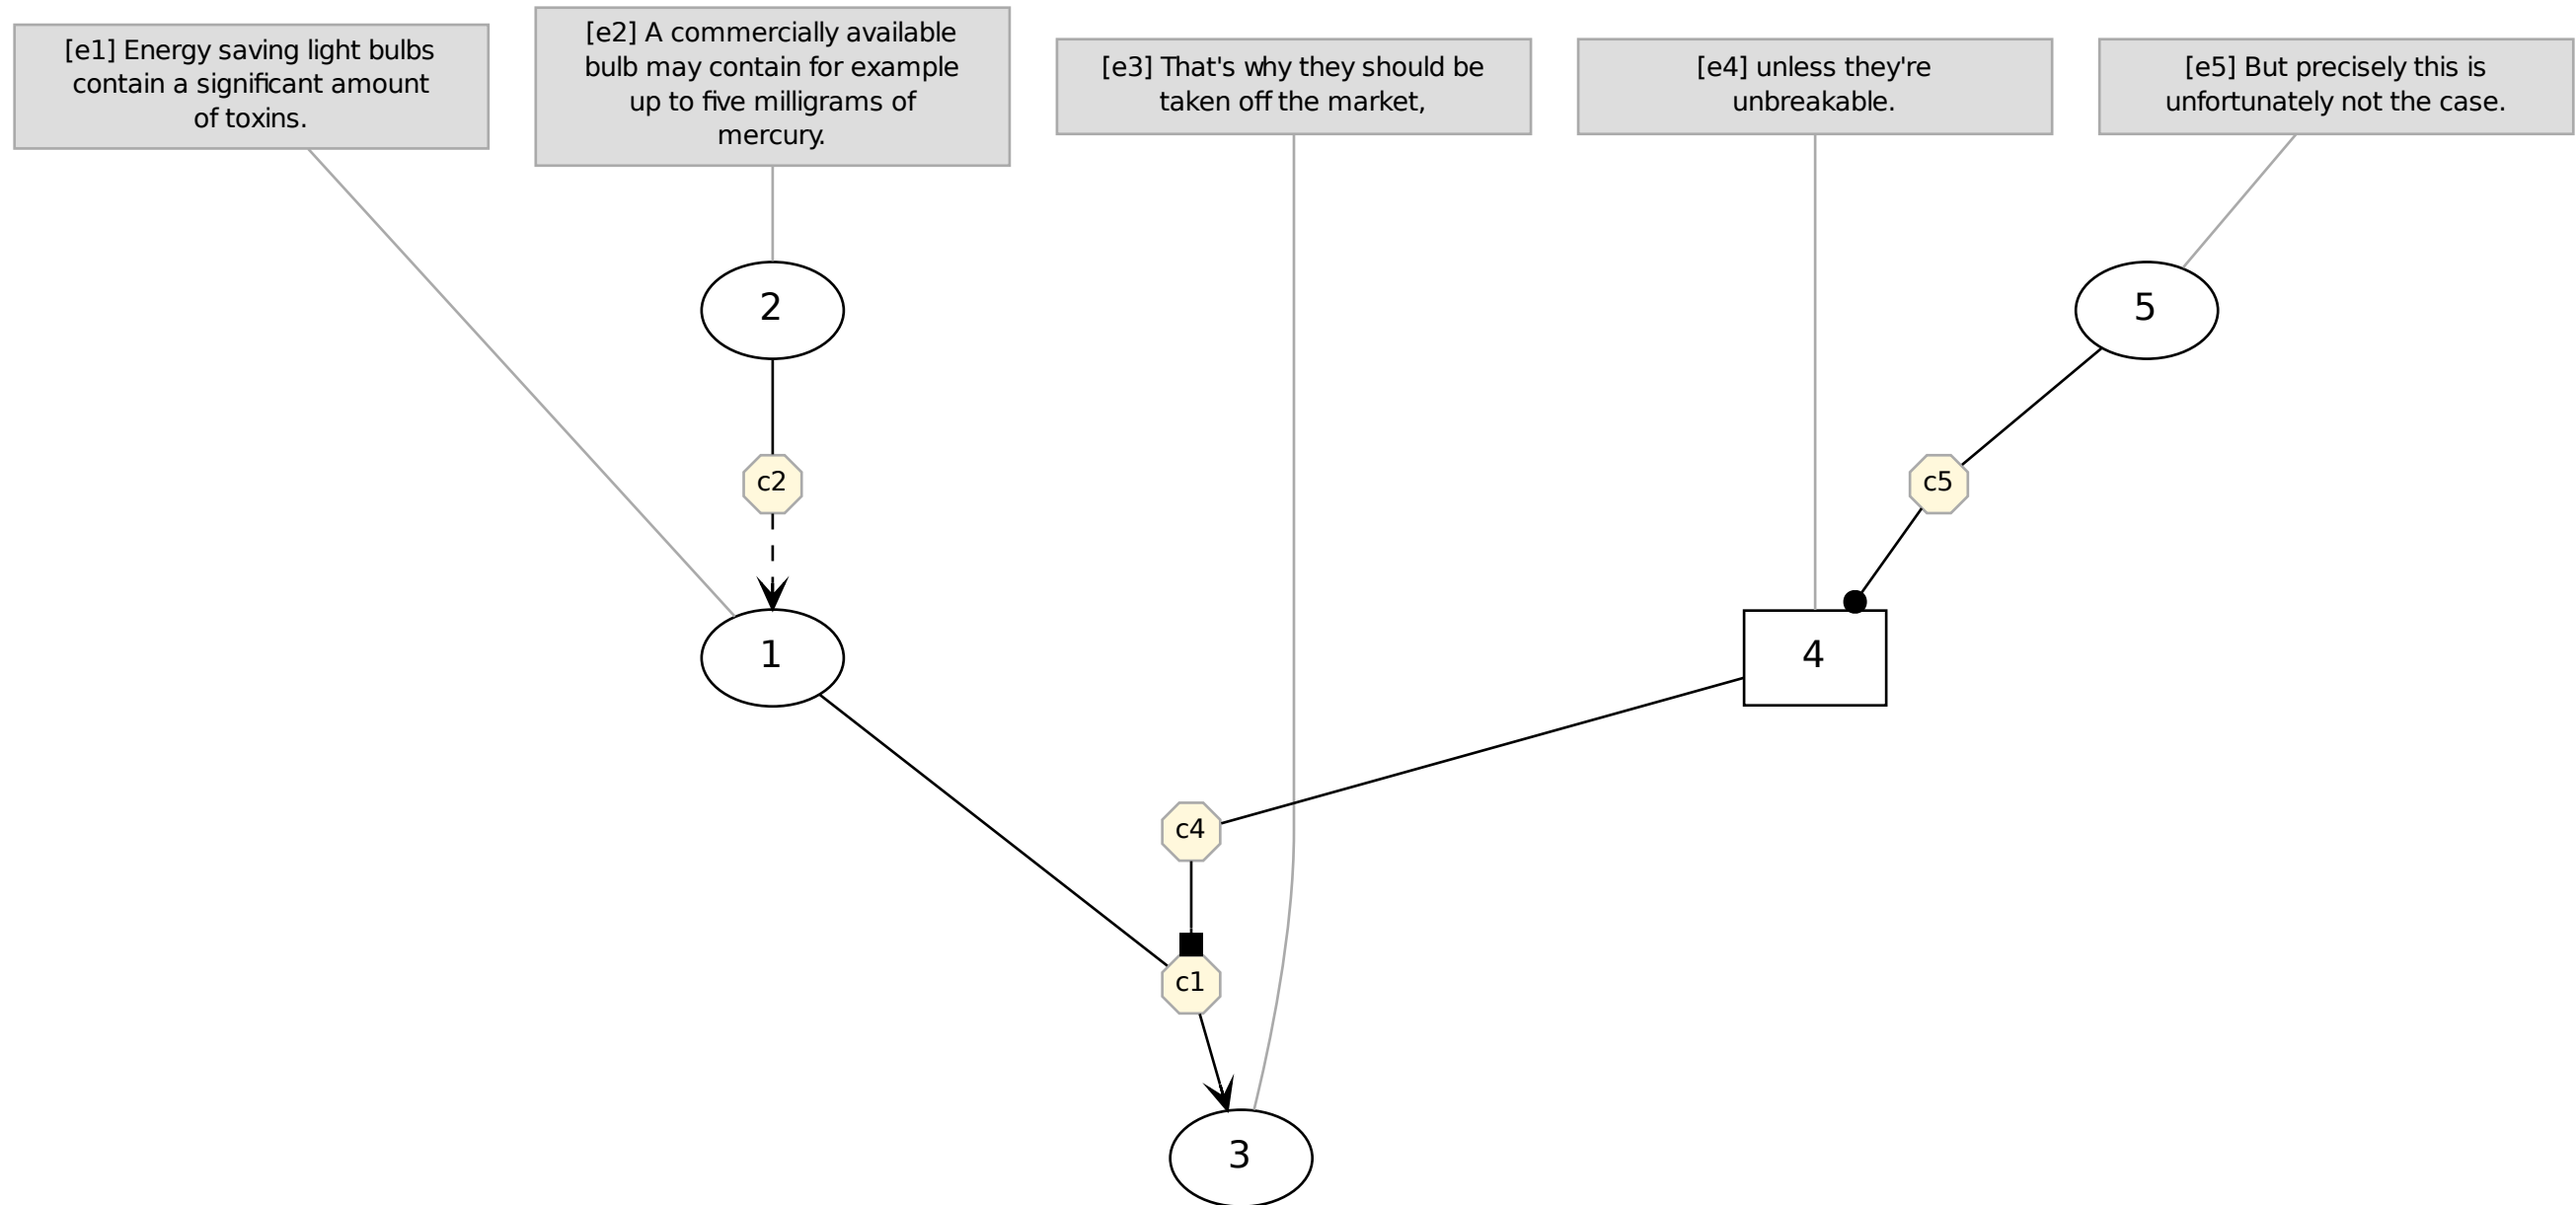 [e1] Energy saving light bulbs
contain a significant amount
of toxins.
[e2] A commercially available
bulb may contain for example
up to five milligrams of
mercury.
[e3] That's why they should be
taken off the market,
[e4] unless they're
unbreakable.
[e5] But precisely this is
unfortunately not the case.
2
5
c2
c5
1
4
c4
c1
3